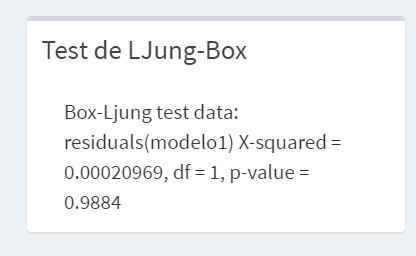 Test de LJung-Box
Box-Ljung test data:
residuals(modelo1) X-squared =
0.00020969, df = 1, p-value =
0.9884